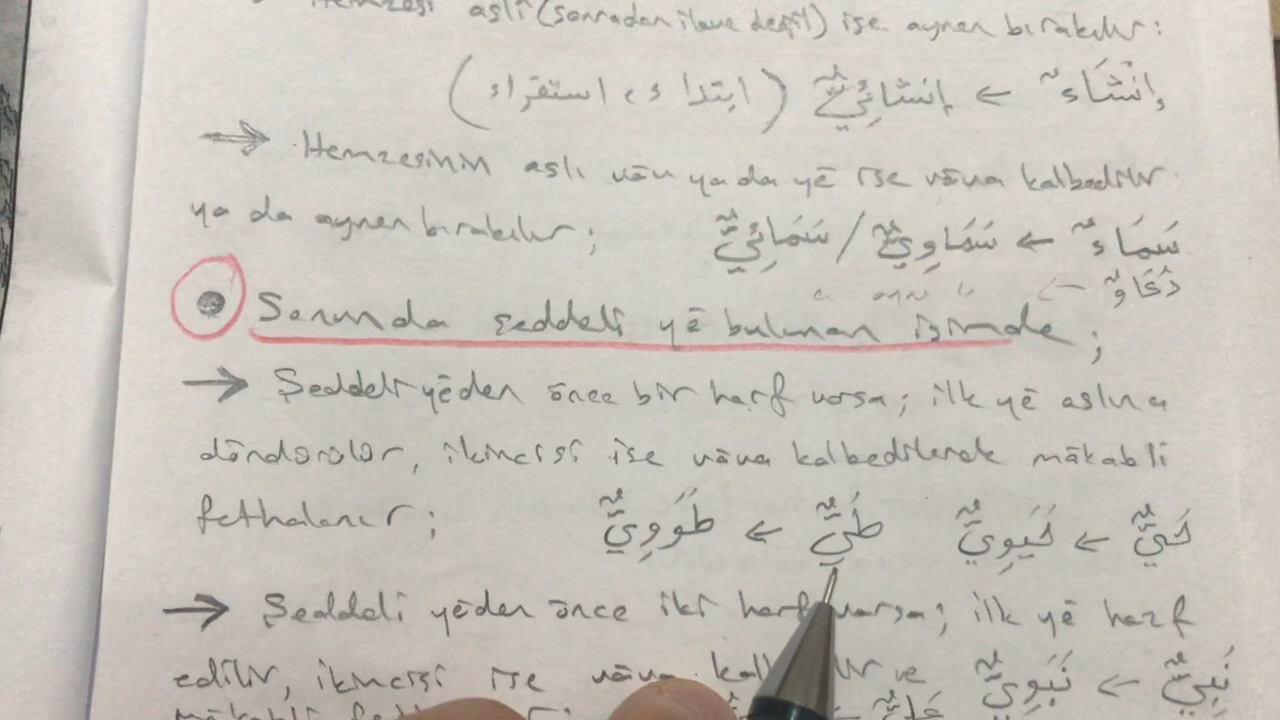 Hemzesi aslî (sonradan ilave değil) ise aynen bırakılır:
إنْشَاءٌ ← إنشائِيٌّ (ابتداء، استقراء)
→ Hemzesinin aslı vâv ya da yê ise vâva kalbedilir
ya da aynen bırakılır; سَمَاءٌ ← سَمَاوِيٌّ / سَمَائِيٌّ
● Sonunda şeddeli yê bulunan isimde;
→ Şeddeli yêden önce bir harf varsa; ilk yê aslına
döndürülür, ikincisi ise vâva kalbedilerek mâkabli
fethalanır; حَيٌّ ← حَيَوِيٌّ طَيٌّ ← طَوَوِيٌّ
→ Şeddeli yêden önce iki harf varsa; ilk yê hazf
edilir, ikincisi ise vâva ve نَبِيٌّ ← نَبَوِيٌّ